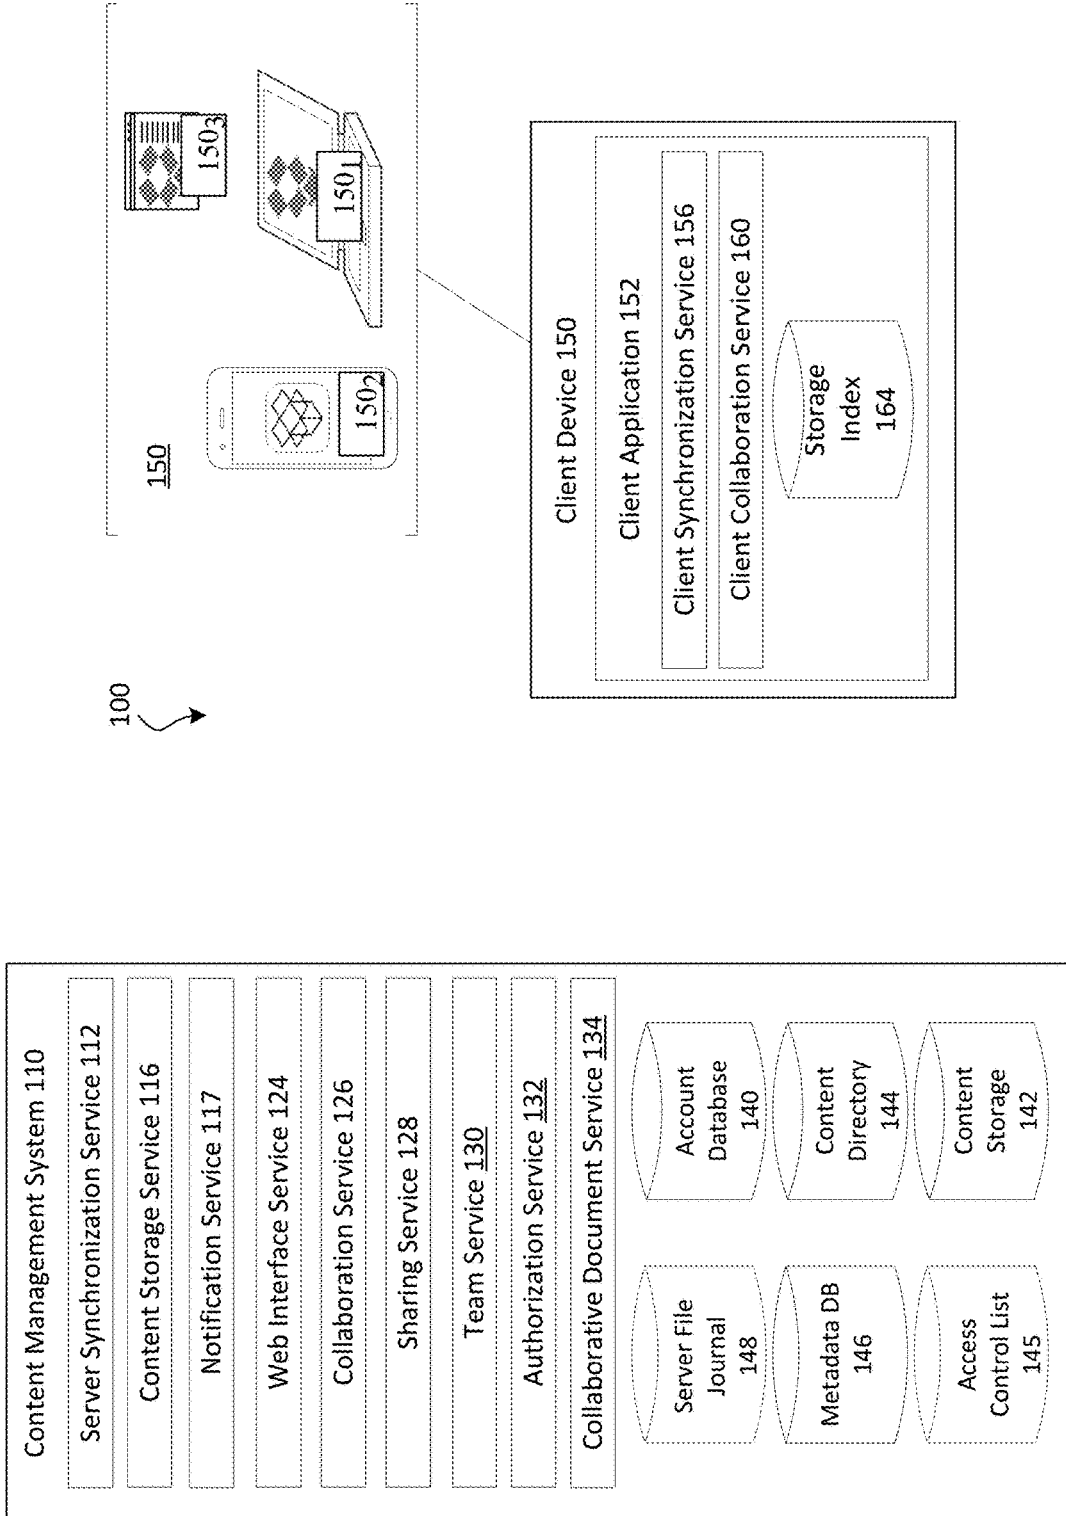 Content Management System 110
Server Synchronization Service 112
Content Storage Service 116
Notification Service 117
Web Interface Service 124
Collaboration Service 126
Sharing Service 128
Team Service 130
Authorization Service 132
Collaborative Document Service 134
Server File
Journal
148
Account
Database
140
Metadata DB
146
Content
Directory
144
Access
Control List
145
Content
Storage
142
100
150
150₂
150₁
150₃
Client Device 150
Client Application 152
Client Synchronization Service 156
Client Collaboration Service 160
Storage
Index
164